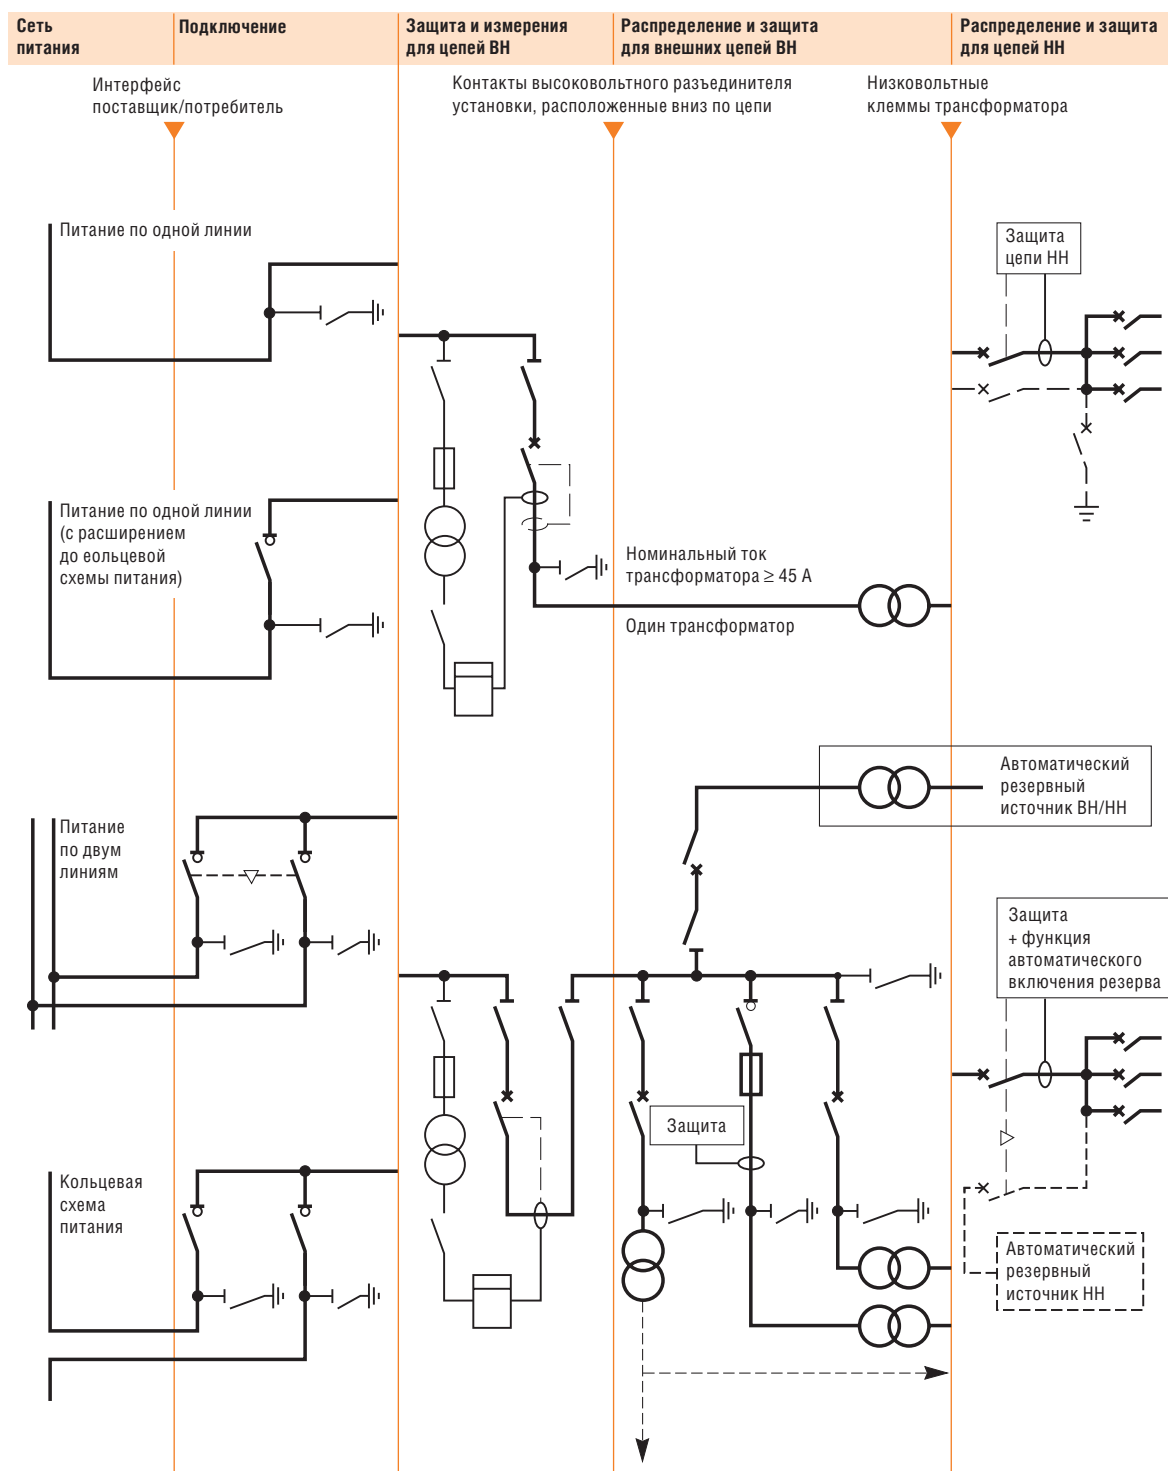 Сеть
питания
Подключение
Защита и измерения
для цепей ВН
Распределение и защита
для внешних цепей ВН
Распределение и защита
для цепей НН
Интерфейс
поставщик/потребитель
Контакты высоковольтного разъединителя
установки, расположенные вниз по цепи
Низковольтные
клеммы трансформатора
Питание по одной линии
Защита
цепи НН
Питание по одной линии
(с расширением
до еольцевой
схемы питания)
Номинальный ток
трансформатора ≥ 45 А
Один трансформатор
Автоматический
резервный
источник ВН/НН
Питание
по двум
линиям
Защита
+ функция
автоматического
включения резерва
Защита
Кольцевая
схема
питания
Автоматический
резервный
источник НН